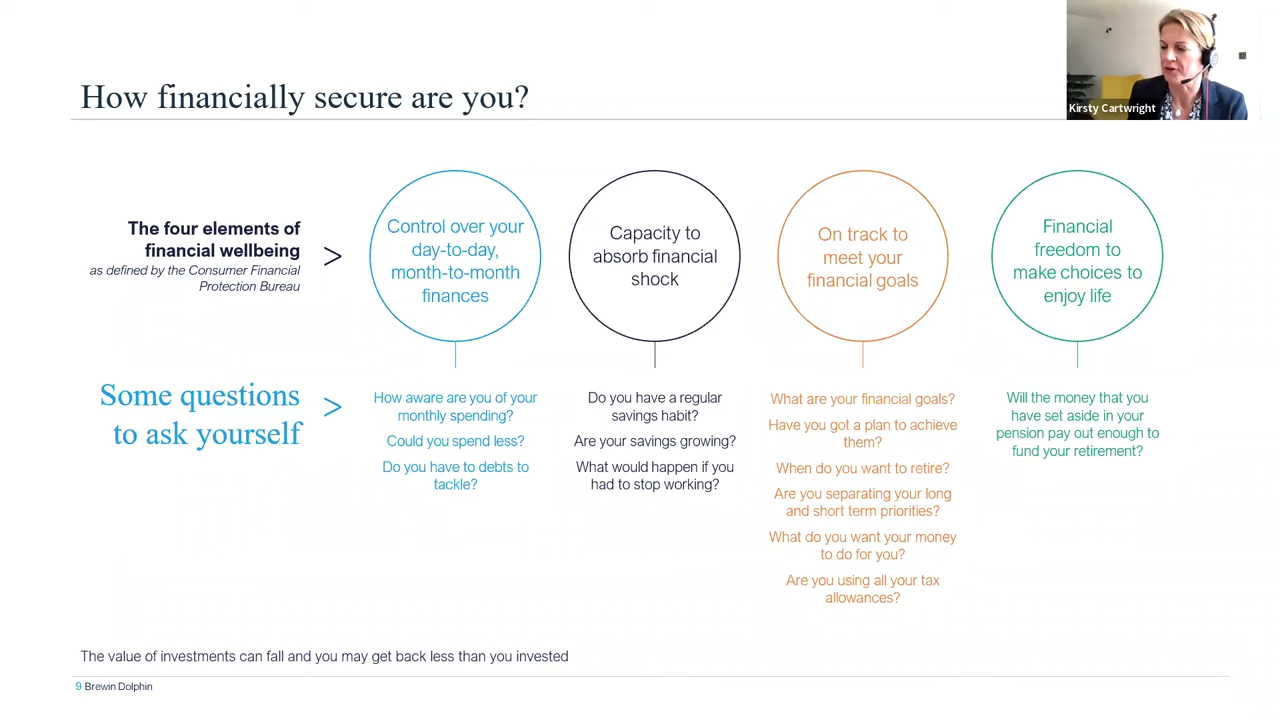 How financially secure are you?
Kirsty Cartwright
The four elements of
financial wellbeing
as defined by the Consumer Financial
Protection Bureau
>
Control over your
day-to-day,
month-to-month
finances
Capacity to
absorb financial
shock
On track to
meet your
financial goals
Financial
freedom to
make choices to
enjoy life
Some questions
to ask yourself
>
How aware are you of your
monthly spending?
Could you spend less?
Do you have to debts to
tackle?
Do you have a regular
savings habit?
Are your savings growing?
What would happen if you
had to stop working?
What are your financial goals?
Have you got a plan to achieve
them?
When do you want to retire?
Are you separating your long
and short term priorities?
What do you want your money
to do for you?
Are you using all your tax
allowances?
Will the money that you
have set aside in your
pension pay out enough to
fund your retirement?
The value of investments can fall and you may get back less than you invested
9 Brewin Dolphin